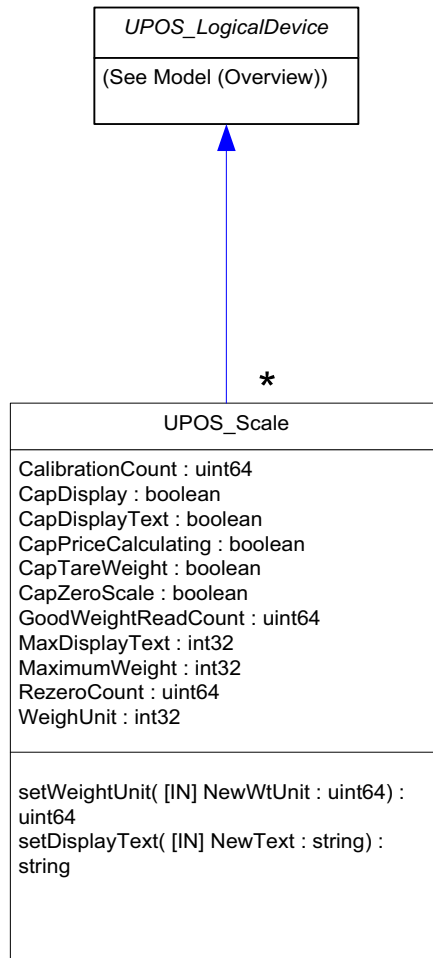 UPOS_LogicalDevice
(See Model (Overview))
*
UPOS_Scale
CalibrationCount : uint64
CapDisplay : boolean
CapDisplayText : boolean
CapPriceCalculating : boolean
CapTareWeight : boolean
CapZeroScale : boolean
GoodWeightReadCount : uint64
MaxDisplayText : int32
MaximumWeight : int32
RezeroCount : uint64
WeighUnit : int32
setWeightUnit( [IN] NewWtUnit : uint64) :
uint64
setDisplayText( [IN] NewText : string) :
string